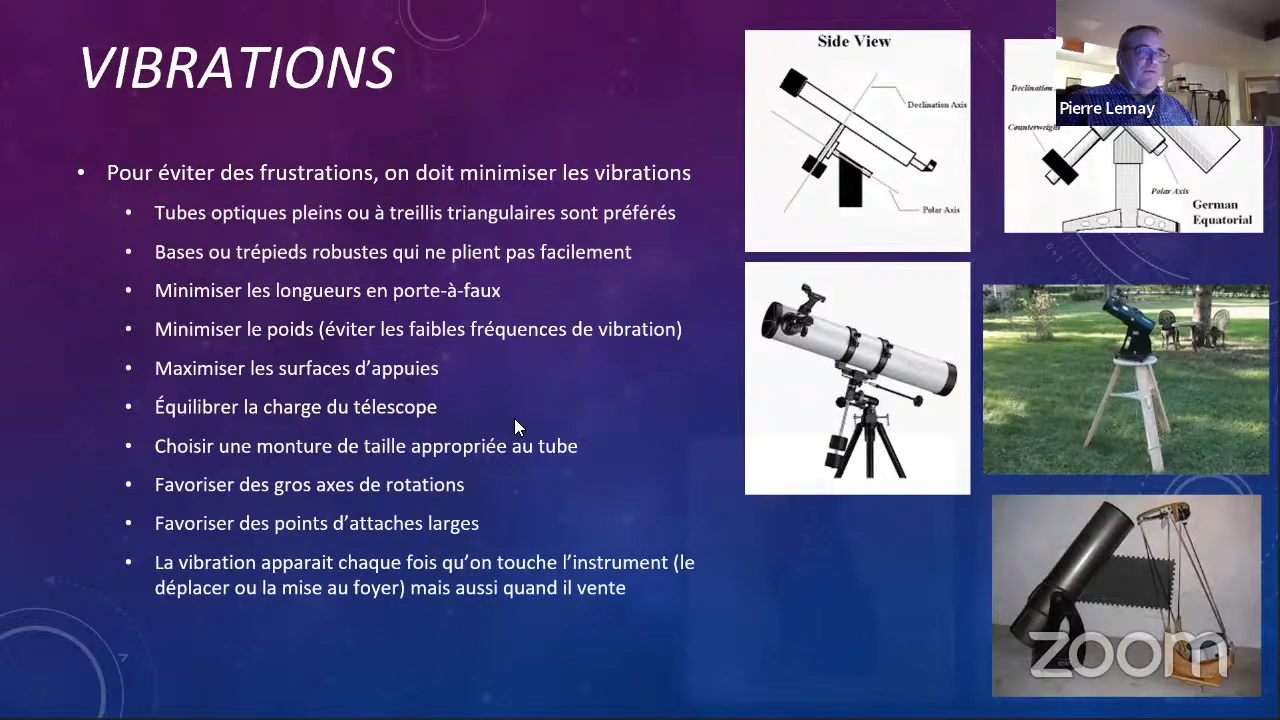 VIBRATIONS
• Pour éviter des frustrations, on doit minimiser les vibrations
• Tubes optiques pleins ou à treillis triangulaires sont préférés
• Bases ou trépieds robustes qui ne plient pas facilement
• Minimiser les longueurs en porte-à-faux
• Minimiser le poids (éviter les faibles fréquences de vibration)
• Maximiser les surfaces d’appuies
• Équilibrer la charge du télescope
• Choisir une monture de taille appropriée au tube
• Favoriser des gros axes de rotations
• Favoriser des points d’attaches larges
• La vibration apparait chaque fois qu’on touche l’instrument (le
déplacer ou la mise au foyer) mais aussi quand il vente
Side View
Declination Axis
Polar Axis
Declination
Counterweight
Polar Axis
German
Equatorial
Pierre Lemay
zoom